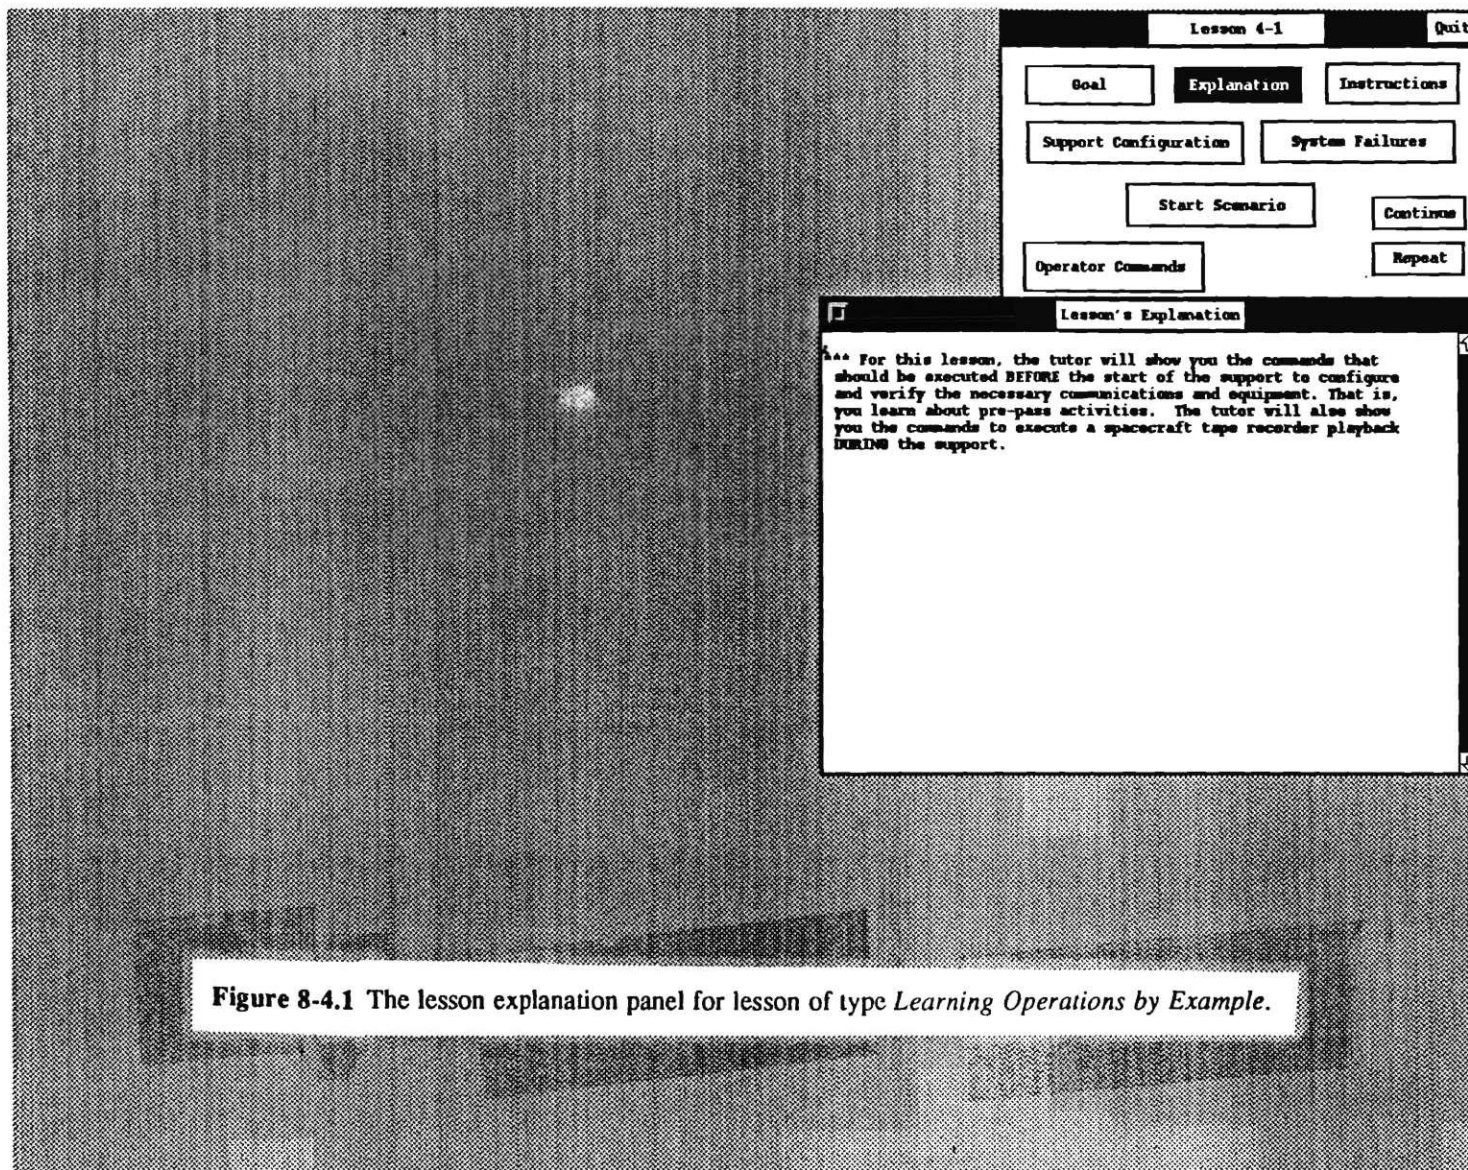 Lesson 4-1 Quit
Goal Explanation Instructions
Support Configuration System Failures
Start Scenario Continue
Operator Commands Repeat
Lesson's Explanation
*** For this lesson, the tutor will show you the commands that
should be executed BEFORE the start of the support to configure
and verify the necessary communications and equipment. That is,
you learn about pre-pass activities. The tutor will also show
you the commands to execute a spacecraft tape recorder playback
DURING the support.
Figure 8-4.1 The lesson explanation panel for lesson of type Learning Operations by Example.